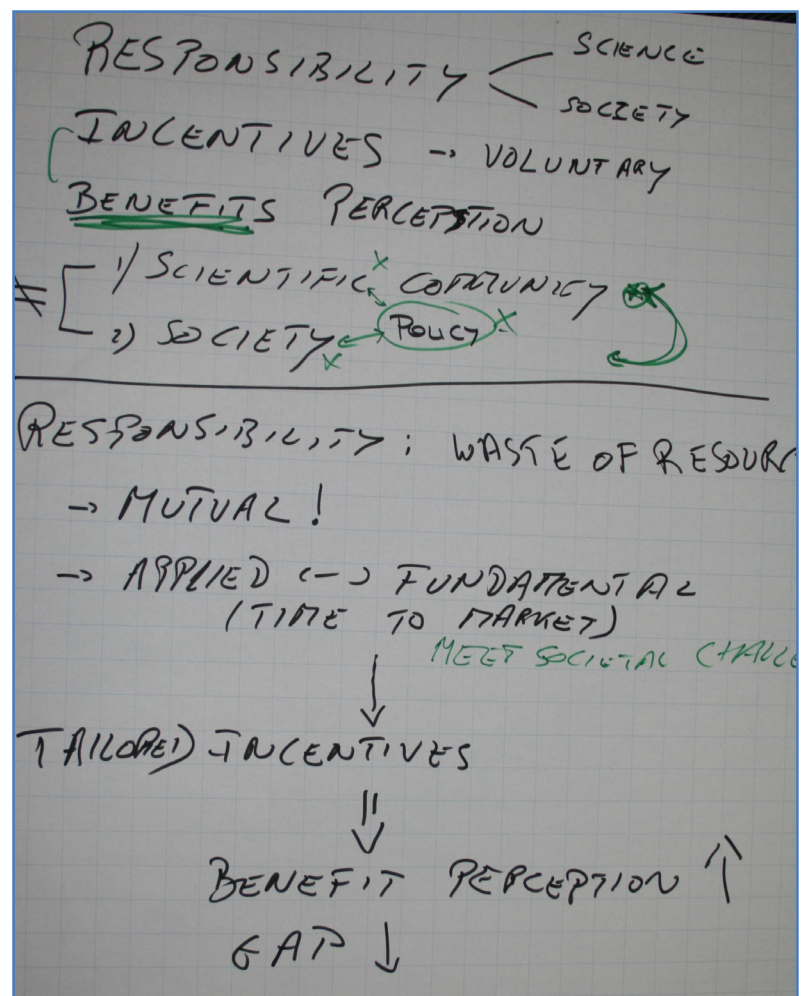 RESPONSIBILITY < SCIENCE
SOCIETY
INCENTIVES → VOLUNTARY
BENEFITS PERCEPTION
≠ [ 1) SCIENTIFIC COMMUNITY
2) SOCIETY ↔ POLICY
RESPONSIBILITY: WASTE OF RESOURC
→ MUTUAL!
→ APPLIED <-> FUNDAMENTAL
(TIME TO MARKET)
MEET SOCIETAL CHALLE
↓
TAILORED INCENTIVES
⇓
BENEFIT PERCEPTION ↑
GAP ↓